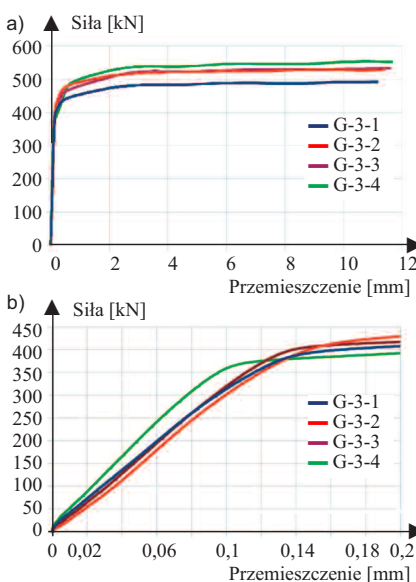 a)
Siła [kN]
600
500
400
300
200
100
0
G-3-1
G-3-2
G-3-3
G-3-4
0 2 4 6 8 10 12
Przemieszczenie [mm]
b)
Siła [kN]
450
400
350
300
250
200
150
100
50
0
G-3-1
G-3-2
G-3-3
G-3-4
0 0,02 0,06 0,1 0,14 0,18 0,2
Przemieszczenie [mm]